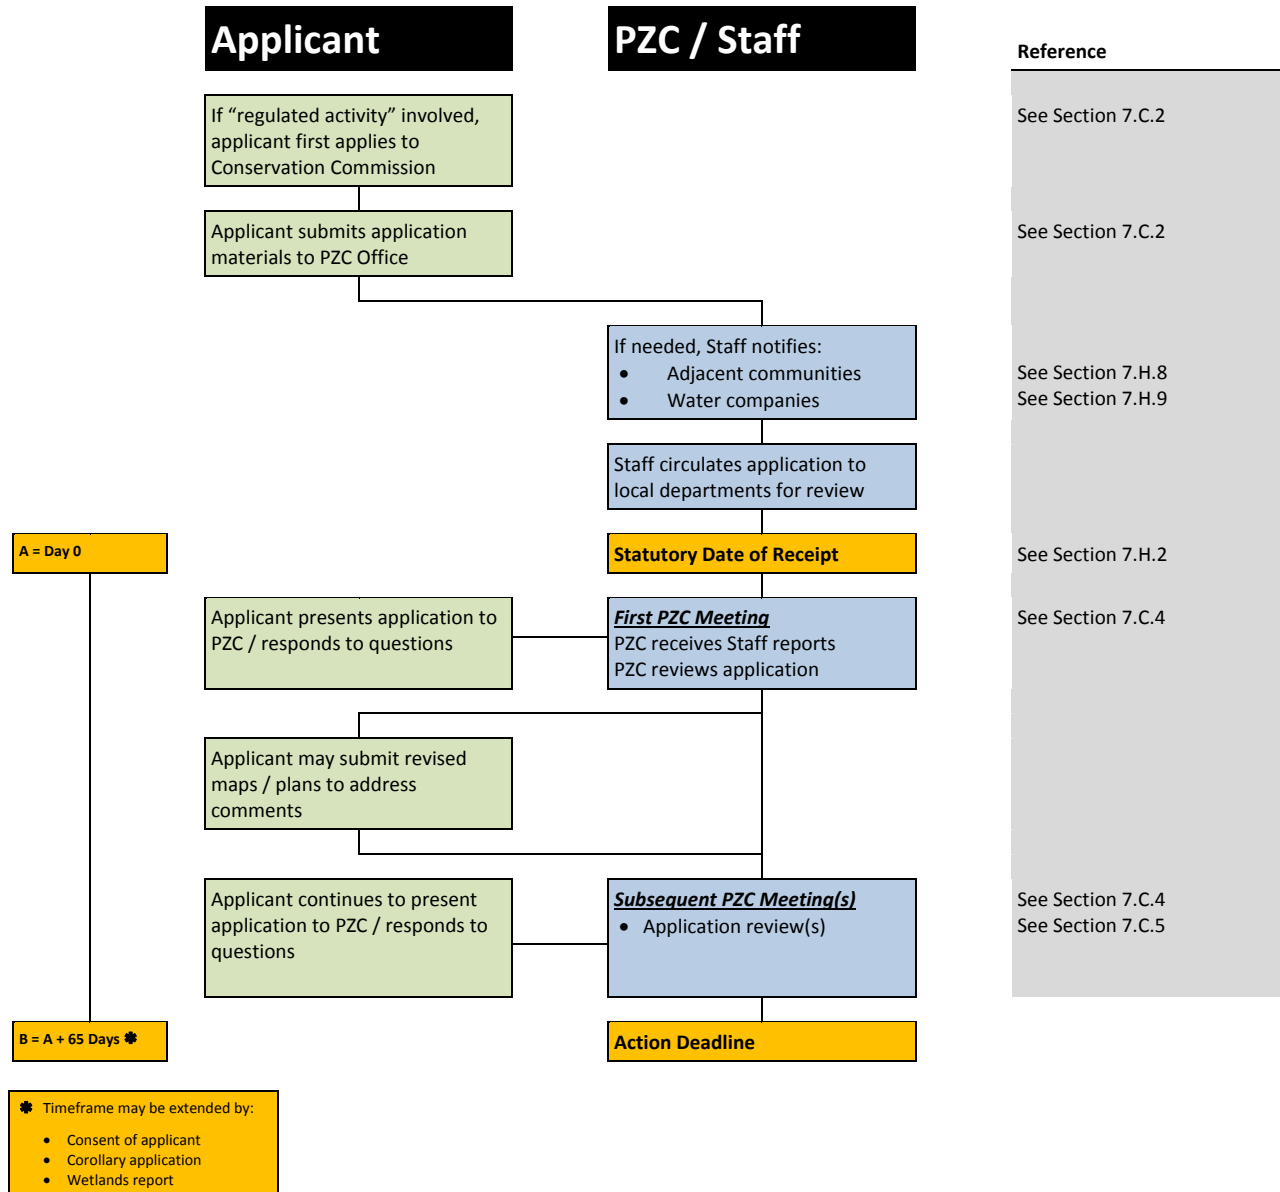 Applicant
PZC / Staff
Reference
If “regulated activity” involved,
applicant first applies to
Conservation Commission
See Section 7.C.2
Applicant submits application
materials to PZC Office
See Section 7.C.2
If needed, Staff notifies:
• Adjacent communities
• Water companies
See Section 7.H.8
See Section 7.H.9
Staff circulates application to
local departments for review
A = Day 0
Statutory Date of Receipt
See Section 7.H.2
Applicant presents application to
PZC / responds to questions
First PZC Meeting
PZC receives Staff reports
PZC reviews application
See Section 7.C.4
Applicant may submit revised
maps / plans to address
comments
Applicant continues to present
application to PZC / responds to
questions
Subsequent PZC Meeting(s)
• Application review(s)
See Section 7.C.4
See Section 7.C.5
B = A + 65 Days ✽
Action Deadline
✽ Timeframe may be extended by:
• Consent of applicant
• Corollary application
• Wetlands report